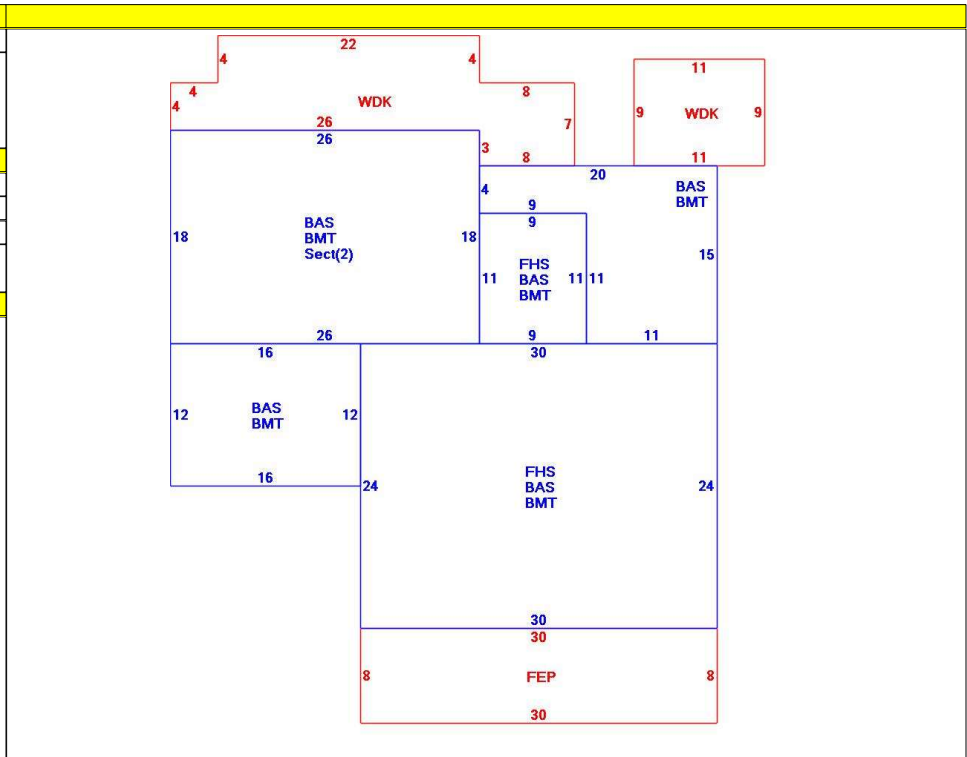 22
4 4
11
4 8
4 WDK 9 WDK 9
26 7
26 3
8 11
20
4 BAS
BMT
9
9
BAS
BMT
Sect(2)
18 18 15
FHS
BAS
BMT
11 11 11
26 9 11
16 30
BAS
BMT
12 12
16
FHS
BAS
BMT
24 24
30
30
8 FEP 8
30